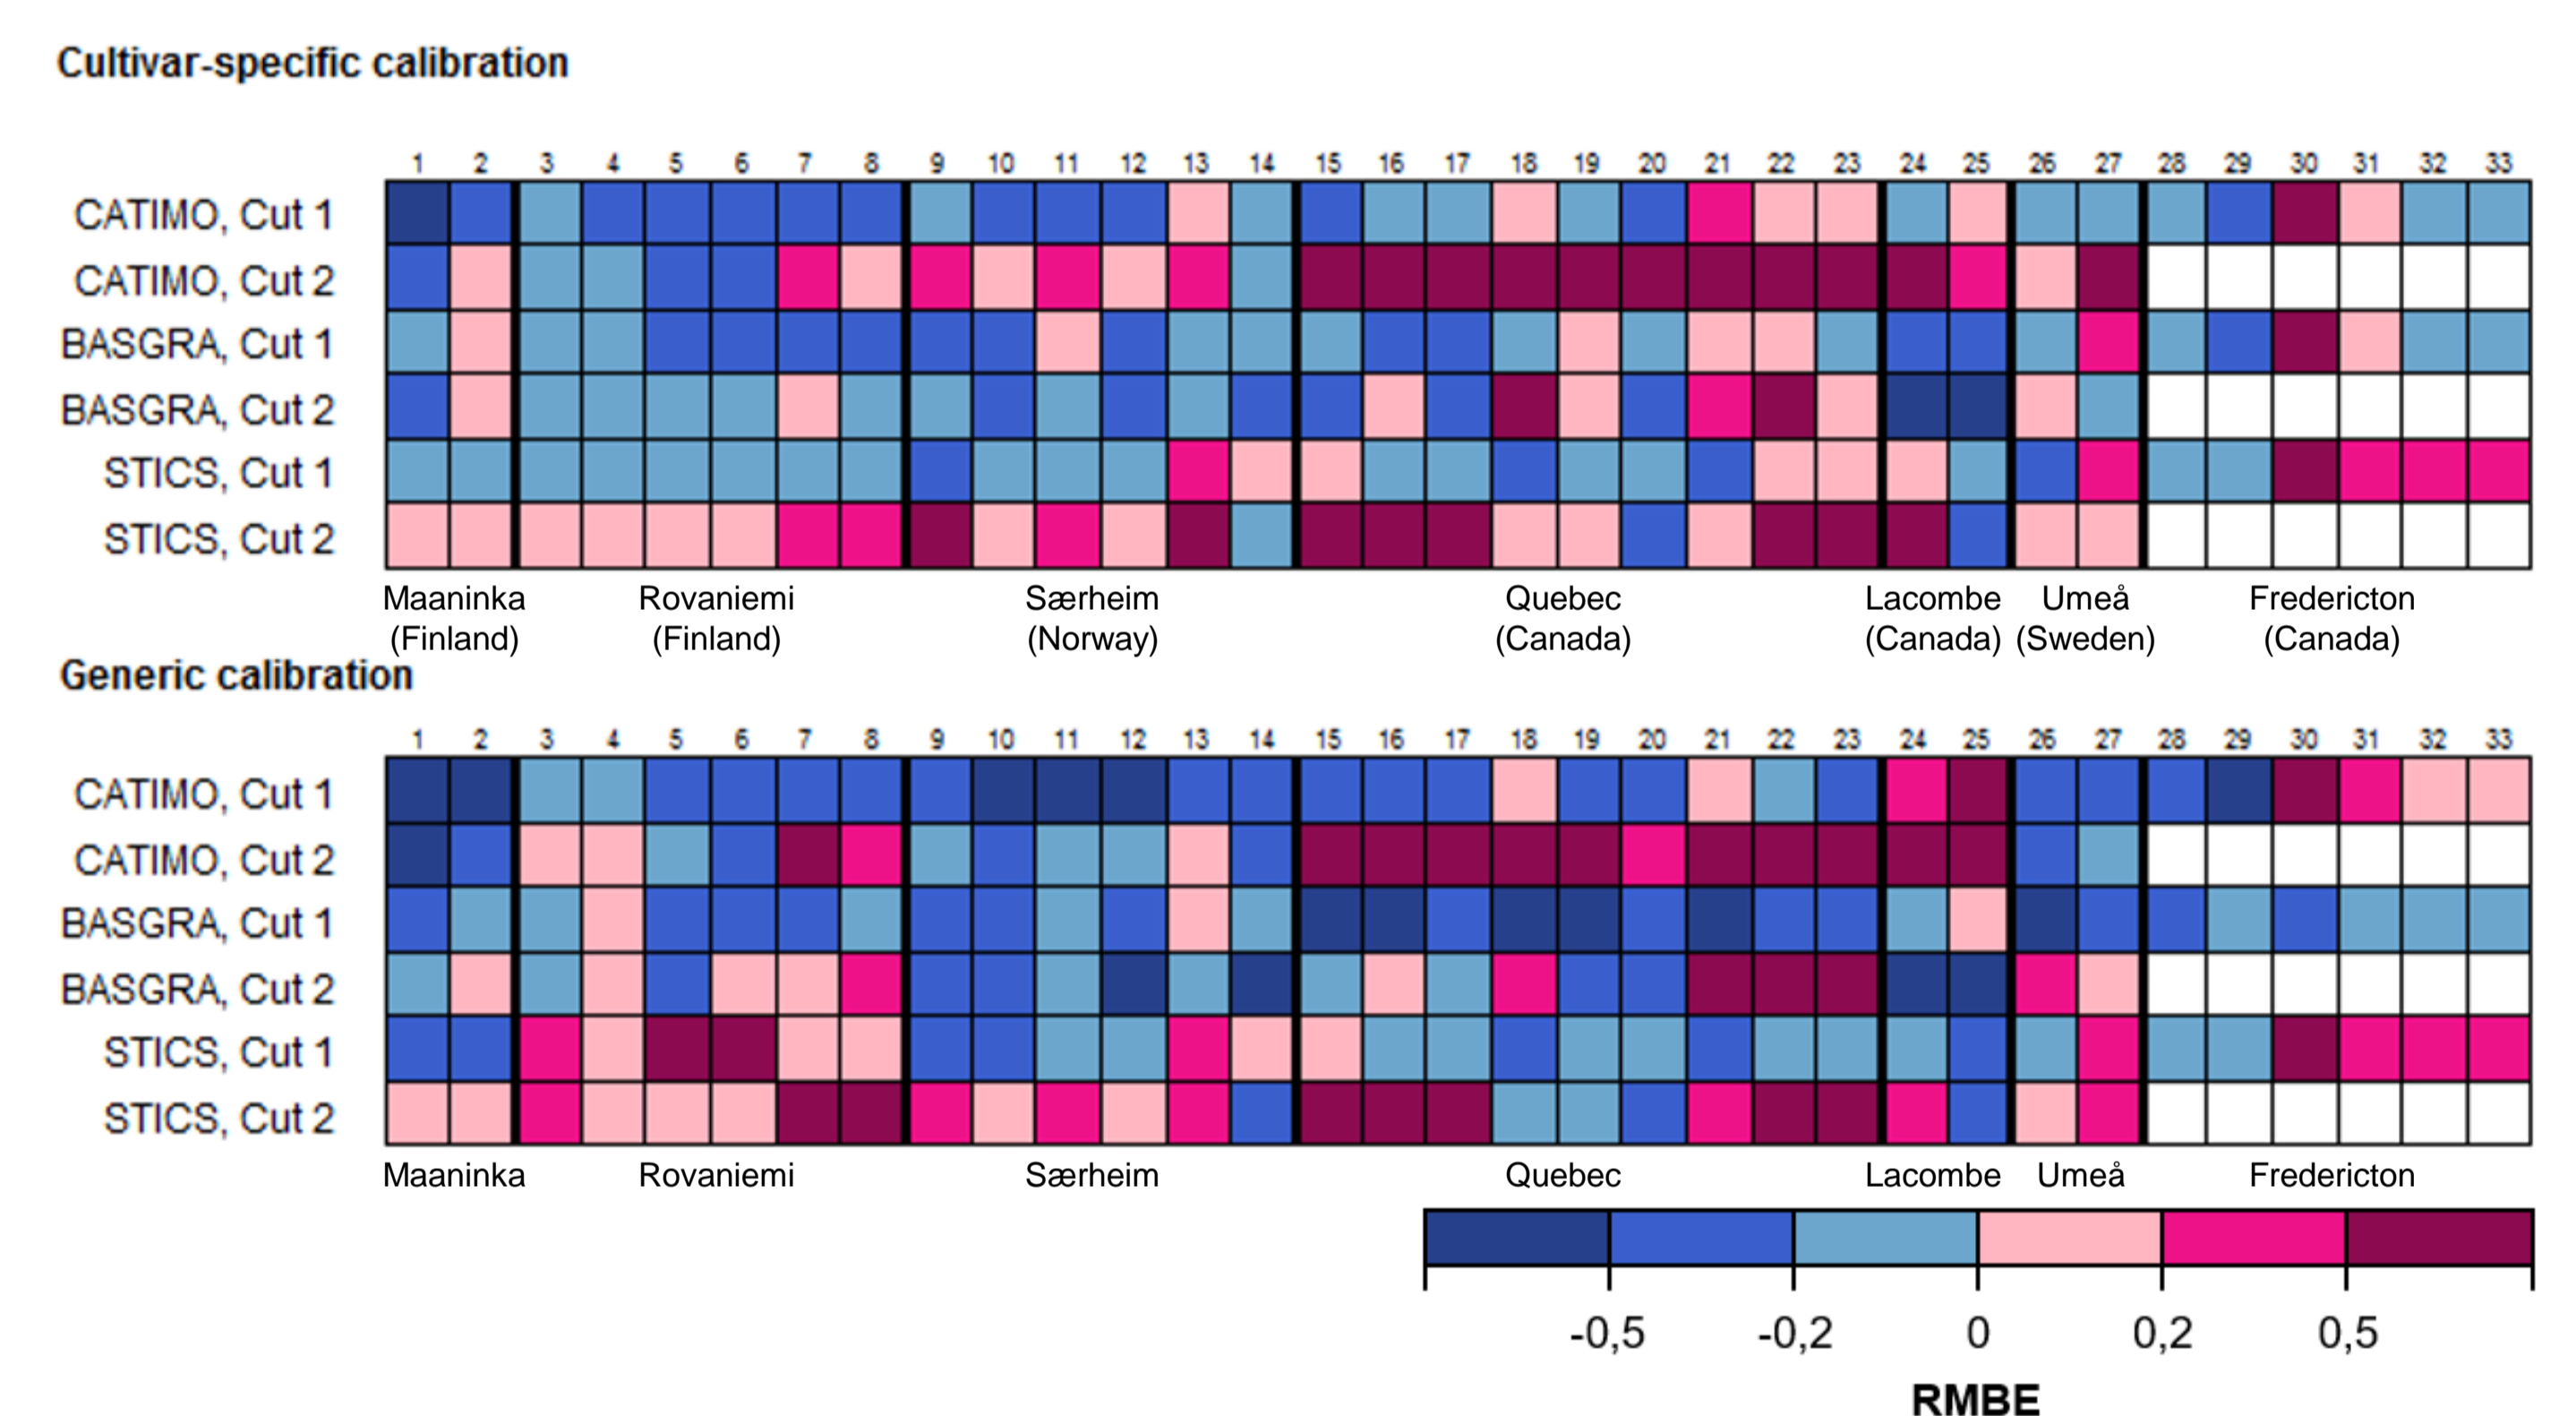 Cultivar-specific calibration
1 2 3 4 5 6 7 8 9 10 11 12 13 14 15 16 17 18 19 20 21 22 23 24 25 26 27 28 29 30 31 32 33
CATIMO, Cut 1
CATIMO, Cut 2
BASGRA, Cut 1
BASGRA, Cut 2
STICS, Cut 1
STICS, Cut 2
Maaninka Rovaniemi Særheim Quebec Lacombe Umeå Fredericton
(Finland) (Finland) (Norway) (Canada) (Canada) (Sweden) (Canada)
Generic calibration
1 2 3 4 5 6 7 8 9 10 11 12 13 14 15 16 17 18 19 20 21 22 23 24 25 26 27 28 29 30 31 32 33
CATIMO, Cut 1
CATIMO, Cut 2
BASGRA, Cut 1
BASGRA, Cut 2
STICS, Cut 1
STICS, Cut 2
Maaninka Rovaniemi Særheim Quebec Lacombe Umeå Fredericton
-0,5 -0,2 0 0,2 0,5
RMBE